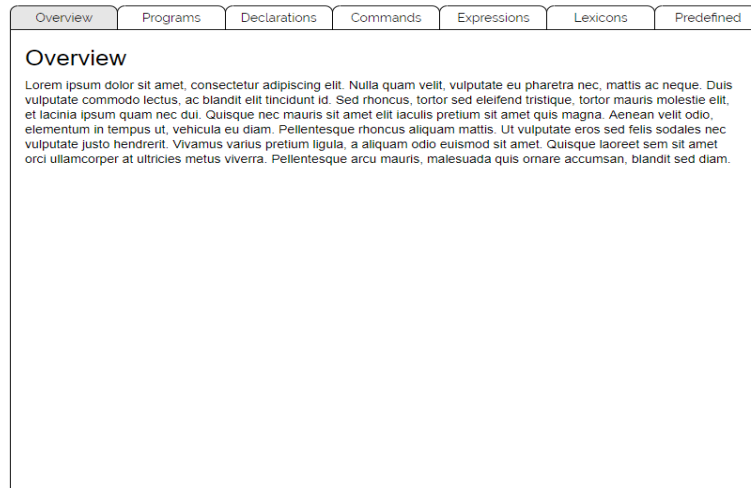 Overview Programs Declarations Commands Expressions Lexicons Predefined
Overview
Lorem ipsum dolor sit amet, consectetur adipiscing elit. Nulla quam velit, vulputate eu pharetra nec, mattis ac neque. Duis
vulputate commodo lectus, ac blandit elit tincidunt id. Sed rhoncus, tortor sed eleifend tristique, tortor mauris molestie elit,
et lacinia ipsum quam nec dui. Quisque nec mauris sit amet elit iaculis pretium sit amet quis magna. Aenean velit odio,
elementum in tempus ut, vehicula eu diam. Pellentesque rhoncus aliquam mattis. Ut vulputate eros sed felis sodales nec
vulputate justo hendrerit. Vivamus varius pretium ligula, a aliquam odio euismod sit amet. Quisque laoreet sem sit amet
orci ullamcorper at ultricies metus viverra. Pellentesque arcu mauris, malesuada quis ornare accumsan, blandit sed diam.